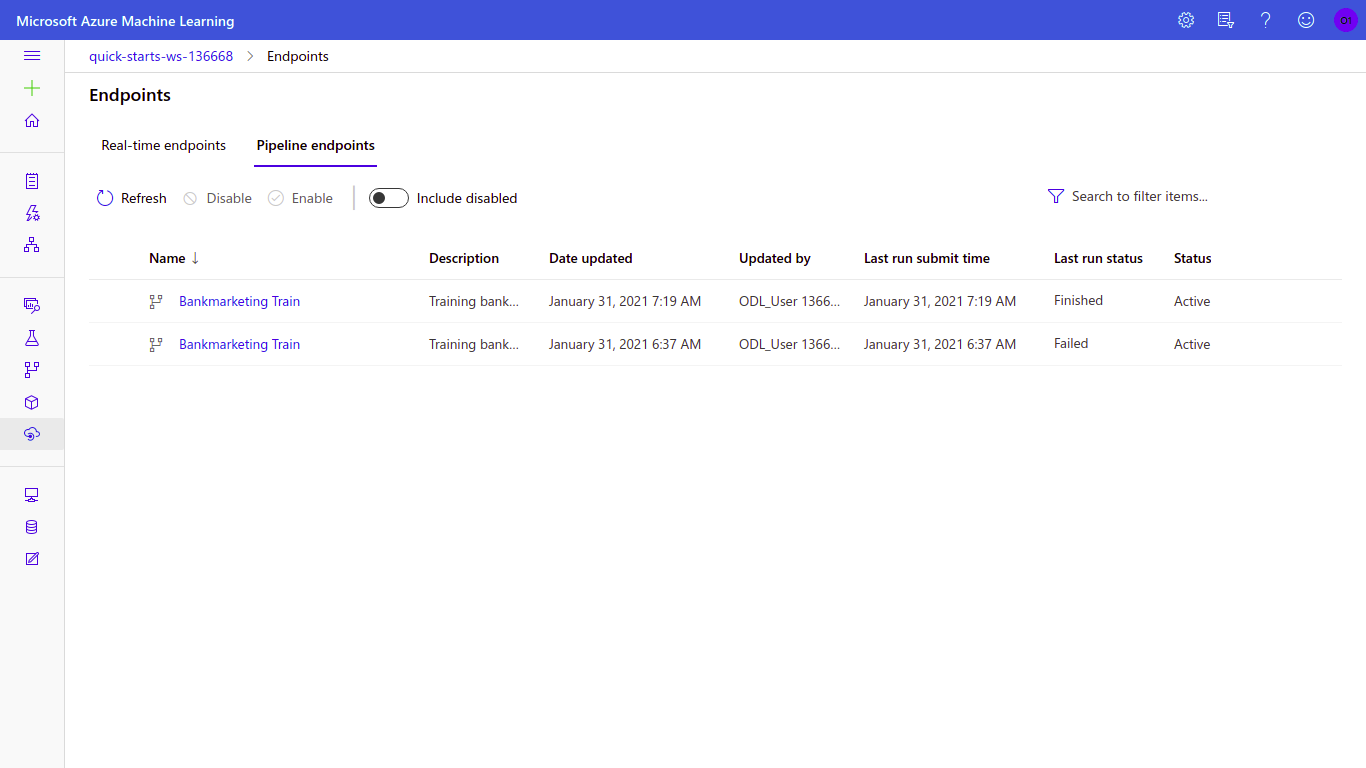 Microsoft Azure Machine Learning
O1
quick-starts-ws-136668 > Endpoints
Endpoints
Real-time endpoints Pipeline endpoints
Refresh Disable Enable Include disabled Search to filter items...
Name ↓ Description Date updated Updated by Last run submit time Last run status Status
Bankmarketing Train Training bank... January 31, 2021 7:19 AM ODL_User 1366... January 31, 2021 7:19 AM Finished Active
Bankmarketing Train Training bank... January 31, 2021 6:37 AM ODL_User 1366... January 31, 2021 6:37 AM Failed Active